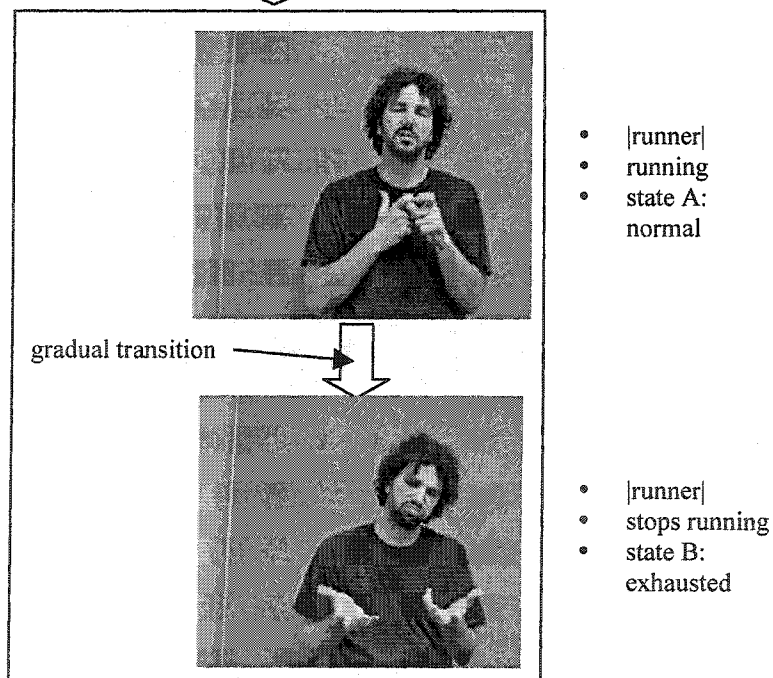 • |runner|
• running
• state A:
normal
gradual transition
• |runner|
• stops running
• state B:
exhausted